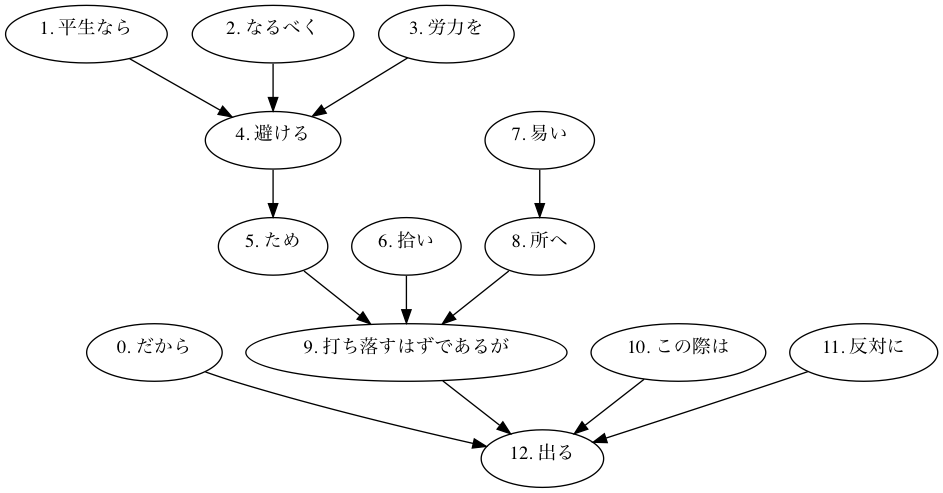 1. 平生なら
2. なるべく
3. 労力を
4. 避ける
7. 易い
5. ため
6. 拾い
8. 所へ
0. だから
9. 打ち落すはずであるが
10. この際は
11. 反対に
12. 出る